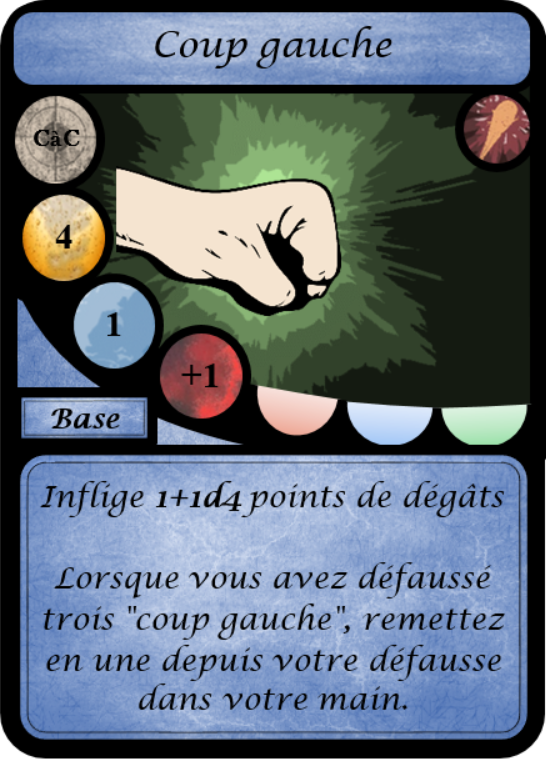 Coup gauche
CàC
4
1
+1
Base
Inflige 1+1d4 points de dégâts
Lorsque vous avez défaussé
trois "coup gauche", remettez
en une depuis votre défausse
dans votre main.